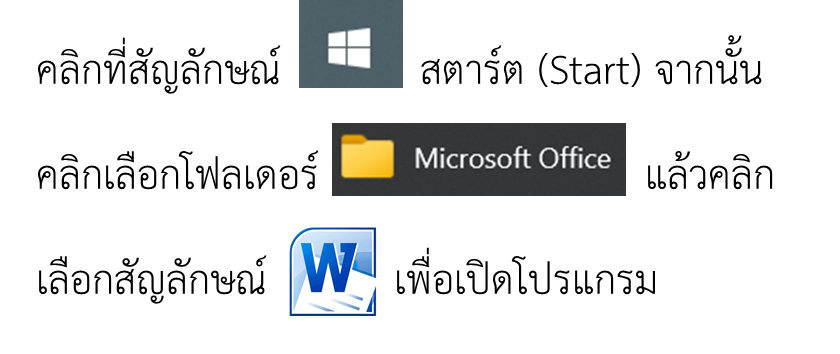 คลิกที่สัญลักษณ์ สตาร์ต (Start) จากนั้น
คลิกเลือกโฟลเดอร์ Microsoft Office แล้วคลิก
เลือกสัญลักษณ์ W เพื่อเปิดโปรแกรม